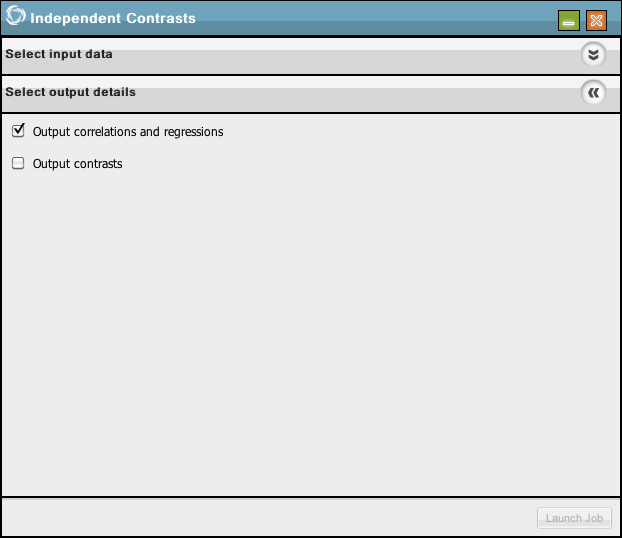 Independent Contrasts
Select input data
Select output details
Output correlations and regressions
Output contrasts
Launch Job